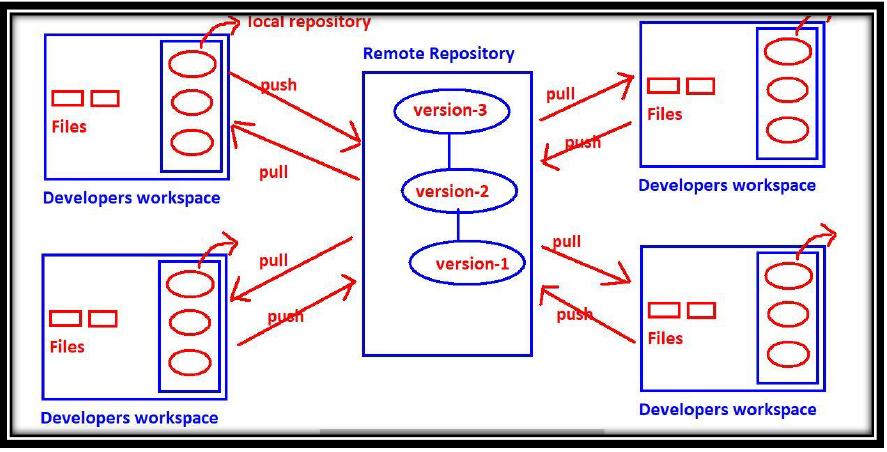 local repository
Remote Repository
push
pull
Files
Developers workspace
version-3
version-2
version-1
pull
push
Files
Developers workspace
pull
push
Files
Developers workspace
pull
push
Files
Developers workspace